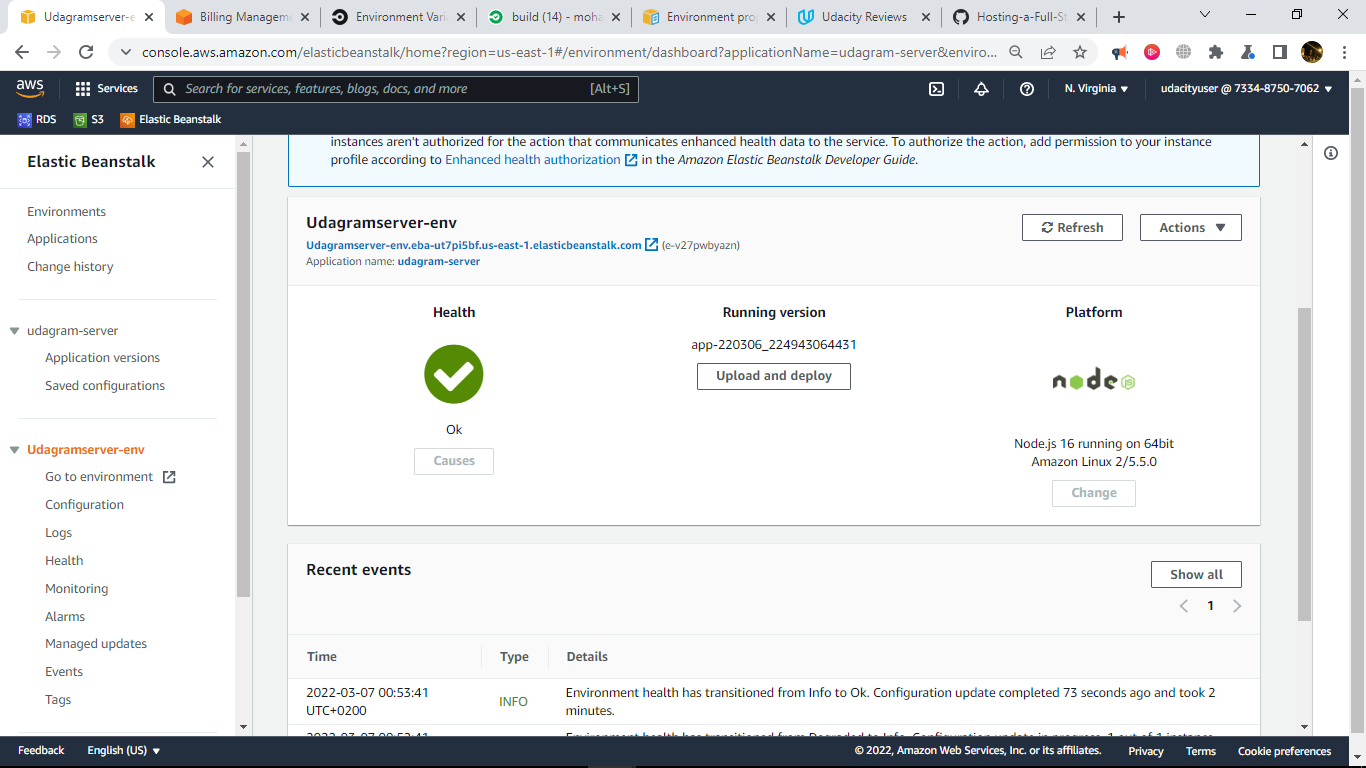 Udagramserver-e
Billing Managem
Environment Vari
build (14) - moha
Environment prop
Udacity Reviews
Hosting-a-Full-St
console.aws.amazon.com/elasticbeanstalk/home?region=us-east-1#/environment/dashboard?applicationName=udagram-server&enviro...
aws
Services
Search for services, features, blogs, docs, and more
[Alt+S]
N. Virginia
udacityuser @ 7334-8750-7062
RDS
S3
Elastic Beanstalk
Elastic Beanstalk
Environments
Applications
Change history
udagram-server
Application versions
Saved configurations
Udagramserver-env
Go to environment
Configuration
Logs
Health
Monitoring
Alarms
Managed updates
Events
Tags
instances aren't authorized for the action that communicates enhanced health data to the service. To authorize the action, add permission to your instance
profile according to Enhanced health authorization in the Amazon Elastic Beanstalk Developer Guide.
Udagramserver-env
Udagramserver-env.eba-ut7pi5bf.us-east-1.elasticbeanstalk.com (e-v27pwbyazn)
Application name: udagram-server
Refresh
Actions
Health
Ok
Causes
Running version
app-220306_224943064431
Upload and deploy
Platform
node
JS
Node.js 16 running on 64bit
Amazon Linux 2/5.5.0
Change
Recent events
Show all
1
Time
Type
Details
2022-03-07 00:53:41
UTC+0200
INFO
Environment health has transitioned from Info to Ok. Configuration update completed 73 seconds ago and took 2
minutes.
Feedback
English (US)
© 2022, Amazon Web Services, Inc. or its affiliates.
Privacy
Terms
Cookie preferences